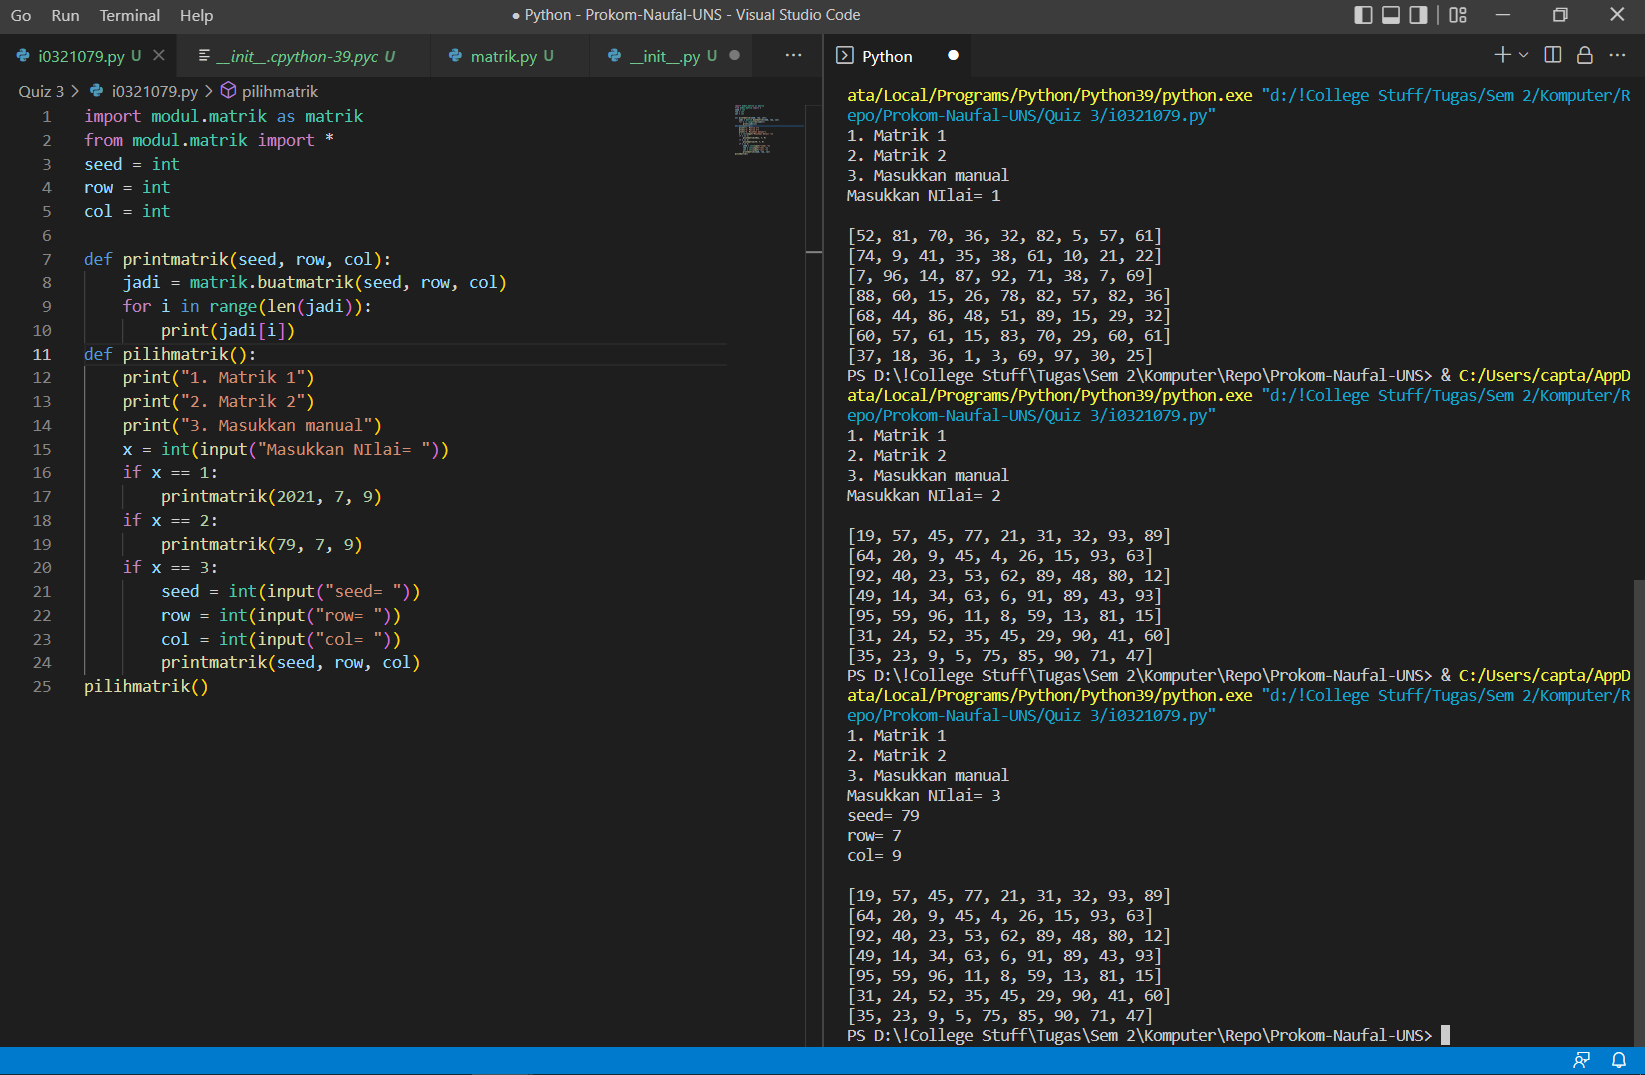 Go Run Terminal Help ● Python - Prokom-Naufal-UNS - Visual Studio Code
i0321079.py U __init__.cpython-39.pyc U matrik.py U __init__.py U ● ··· Python ●
Quiz 3 > i0321079.py > pilihmatrik
1 import modul.matrik as matrik
2 from modul.matrik import *
3 seed = int
4 row = int
5 col = int
6
7 def printmatrik(seed, row, col):
8     jadi = matrik.buatmatrik(seed, row, col)
9     for i in range(len(jadi)):
10         print(jadi[i])
11 def pilihmatrik():
12     print("1. Matrik 1")
13     print("2. Matrik 2")
14     print("3. Masukkan manual")
15     x = int(input("Masukkan NIlai= "))
16     if x == 1:
17         printmatrik(2021, 7, 9)
18     if x == 2:
19         printmatrik(79, 7, 9)
20     if x == 3:
21         seed = int(input("seed= "))
22         row = int(input("row= "))
23         col = int(input("col= "))
24         printmatrik(seed, row, col)
25 pilihmatrik()
ata/Local/Programs/Python/Python39/python.exe "d:/!College Stuff/Tugas/Sem 2/Komputer/R
epo/Prokom-Naufal-UNS/Quiz 3/i0321079.py"
1. Matrik 1
2. Matrik 2
3. Masukkan manual
Masukkan NIlai= 1

[52, 81, 70, 36, 32, 82, 5, 57, 61]
[74, 9, 41, 35, 38, 61, 10, 21, 22]
[7, 96, 14, 87, 92, 71, 38, 7, 69]
[88, 60, 15, 26, 78, 82, 57, 82, 36]
[68, 44, 86, 48, 51, 89, 15, 29, 32]
[60, 57, 61, 15, 83, 70, 29, 60, 61]
[37, 18, 36, 1, 3, 69, 97, 30, 25]
PS D:\!College Stuff\Tugas\Sem 2\Komputer\Repo\Prokom-Naufal-UNS> & C:/Users/capta/AppD
ata/Local/Programs/Python/Python39/python.exe "d:/!College Stuff/Tugas/Sem 2/Komputer/R
epo/Prokom-Naufal-UNS/Quiz 3/i0321079.py"
1. Matrik 1
2. Matrik 2
3. Masukkan manual
Masukkan NIlai= 2

[19, 57, 45, 77, 21, 31, 32, 93, 89]
[64, 20, 9, 45, 4, 26, 15, 93, 63]
[92, 40, 23, 53, 62, 89, 48, 80, 12]
[49, 14, 34, 63, 6, 91, 89, 43, 93]
[95, 59, 96, 11, 8, 59, 13, 81, 15]
[31, 24, 52, 35, 45, 29, 90, 41, 60]
[35, 23, 9, 5, 75, 85, 90, 71, 47]
PS D:\!College Stuff\Tugas\Sem 2\Komputer\Repo\Prokom-Naufal-UNS> & C:/Users/capta/AppD
ata/Local/Programs/Python/Python39/python.exe "d:/!College Stuff/Tugas/Sem 2/Komputer/R
epo/Prokom-Naufal-UNS/Quiz 3/i0321079.py"
1. Matrik 1
2. Matrik 2
3. Masukkan manual
Masukkan NIlai= 3
seed= 79
row= 7
col= 9

[19, 57, 45, 77, 21, 31, 32, 93, 89]
[64, 20, 9, 45, 4, 26, 15, 93, 63]
[92, 40, 23, 53, 62, 89, 48, 80, 12]
[49, 14, 34, 63, 6, 91, 89, 43, 93]
[95, 59, 96, 11, 8, 59, 13, 81, 15]
[31, 24, 52, 35, 45, 29, 90, 41, 60]
[35, 23, 9, 5, 75, 85, 90, 71, 47]
PS D:\!College Stuff\Tugas\Sem 2\Komputer\Repo\Prokom-Naufal-UNS>